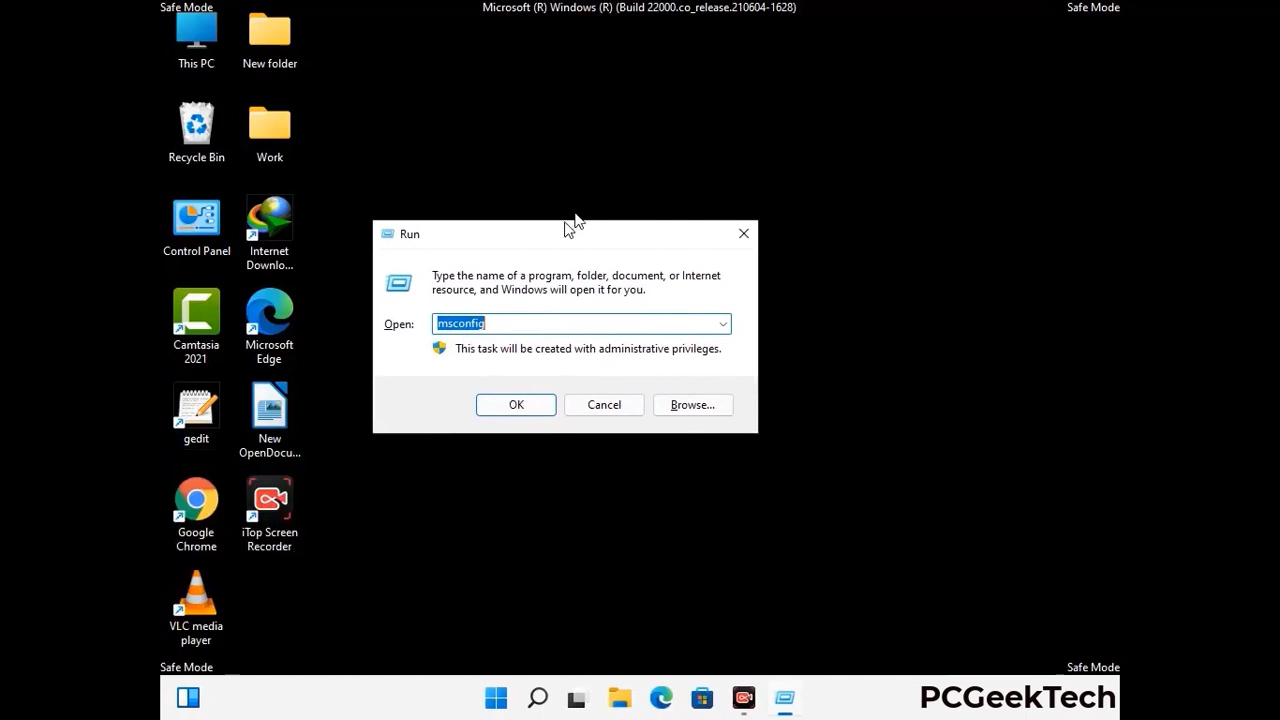 Safe Mode
Microsoft (R) Windows (R) (Build 22000.co_release.210604-1628)
Safe Mode
This PC
New folder
Recycle Bin
Work
Control Panel
Internet
Downlo...
Camtasia
2021
Microsoft
Edge
gedit
New
OpenDocu...
Google
Chrome
iTop Screen
Recorder
VLC media
player
Run
Type the name of a program, folder, document, or Internet
resource, and Windows will open it for you.
Open:
msconfig
This task will be created with administrative privileges.
OK
Cancel
Browse...
Safe Mode
Safe Mode
PCGeekTech